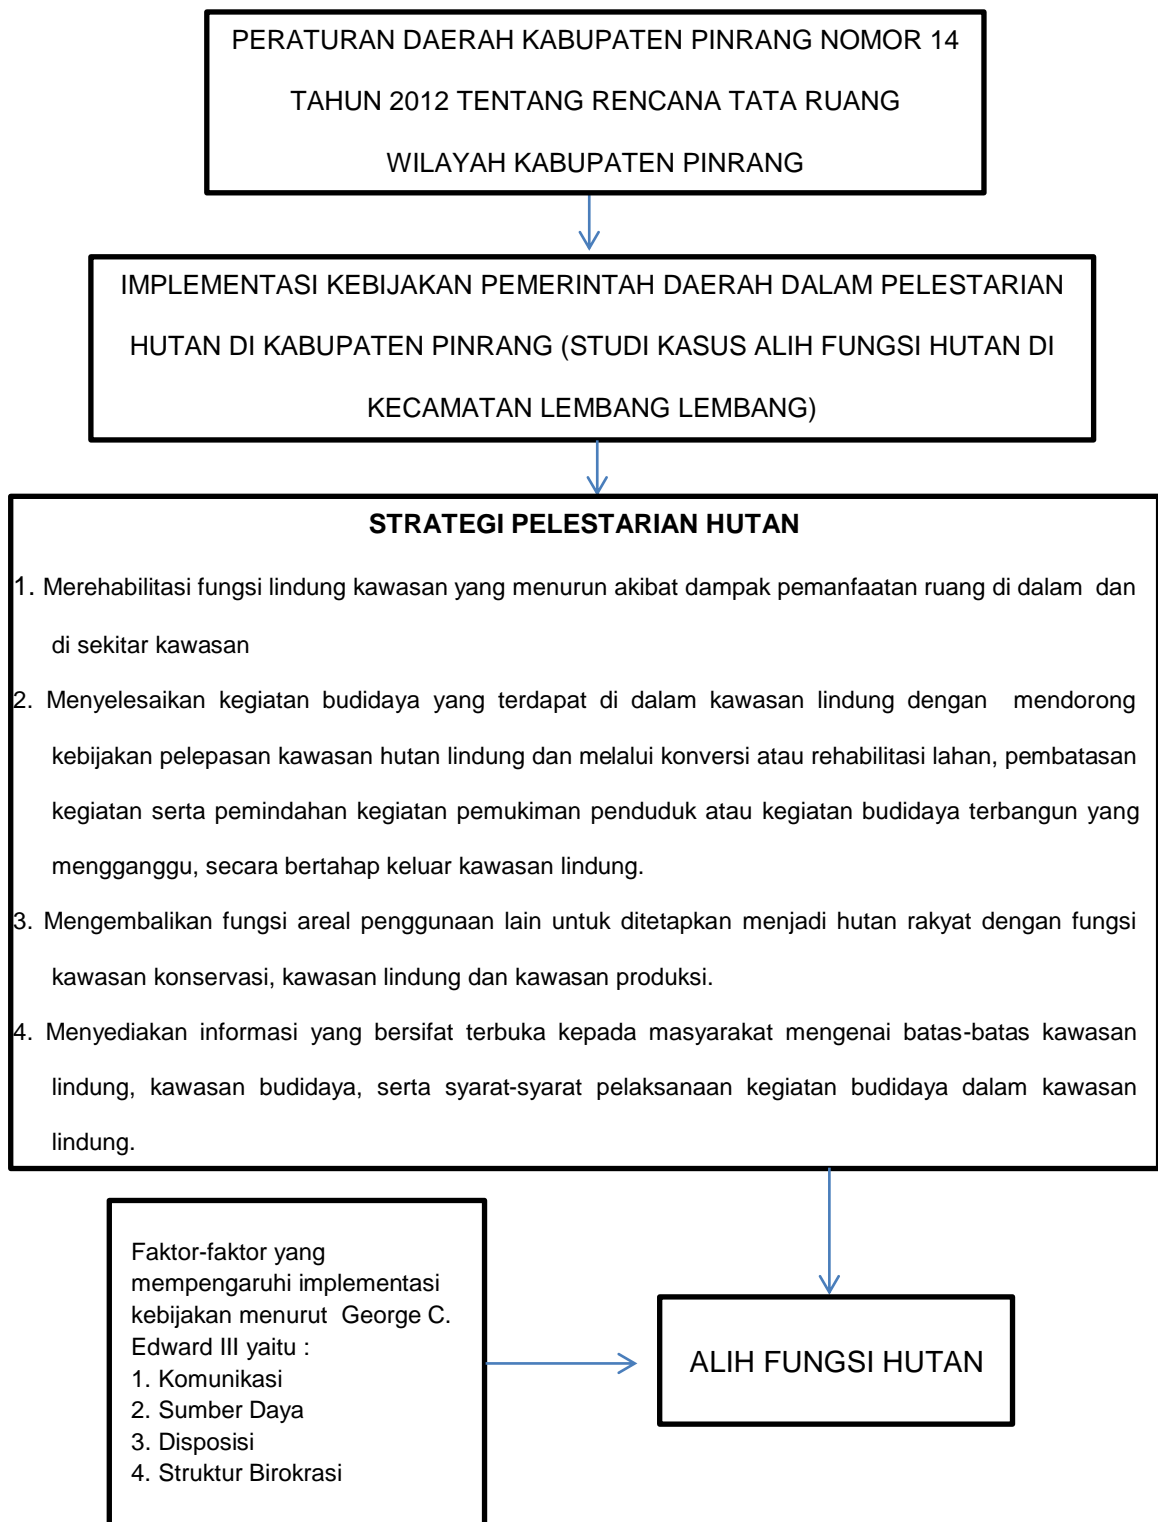 PERATURAN DAERAH KABUPATEN PINRANG NOMOR 14
TAHUN 2012 TENTANG RENCANA TATA RUANG
WILAYAH KABUPATEN PINRANG
IMPLEMENTASI KEBIJAKAN PEMERINTAH DAERAH DALAM PELESTARIAN
HUTAN DI KABUPATEN PINRANG (STUDI KASUS ALIH FUNGSI HUTAN DI
KECAMATAN LEMBANG LEMBANG)
STRATEGI PELESTARIAN HUTAN
1. Merehabilitasi fungsi lindung kawasan yang menurun akibat dampak pemanfaatan ruang di dalam dan
di sekitar kawasan
2. Menyelesaikan kegiatan budidaya yang terdapat di dalam kawasan lindung dengan mendorong
kebijakan pelepasan kawasan hutan lindung dan melalui konversi atau rehabilitasi lahan, pembatasan
kegiatan serta pemindahan kegiatan pemukiman penduduk atau kegiatan budidaya terbangun yang
mengganggu, secara bertahap keluar kawasan lindung.
3. Mengembalikan fungsi areal penggunaan lain untuk ditetapkan menjadi hutan rakyat dengan fungsi
kawasan konservasi, kawasan lindung dan kawasan produksi.
4. Menyediakan informasi yang bersifat terbuka kepada masyarakat mengenai batas-batas kawasan
lindung, kawasan budidaya, serta syarat-syarat pelaksanaan kegiatan budidaya dalam kawasan
lindung.
Faktor-faktor yang
mempengaruhi implementasi
kebijakan menurut George C.
Edward III yaitu :
1. Komunikasi
2. Sumber Daya
3. Disposisi
4. Struktur Birokrasi
ALIH FUNGSI HUTAN